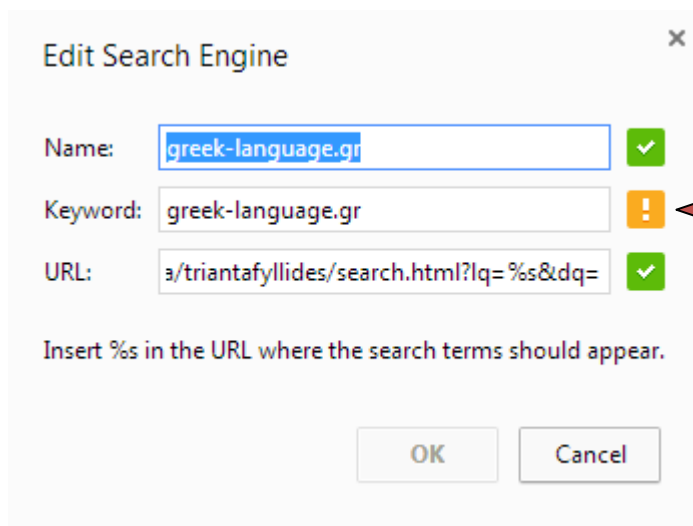 Edit Search Engine
Name: greek-language.gr
Keyword: greek-language.gr
URL: a/triantafyllides/search.html?lq=%s&dq=
Insert %s in the URL where the search terms should appear.
OK Cancel